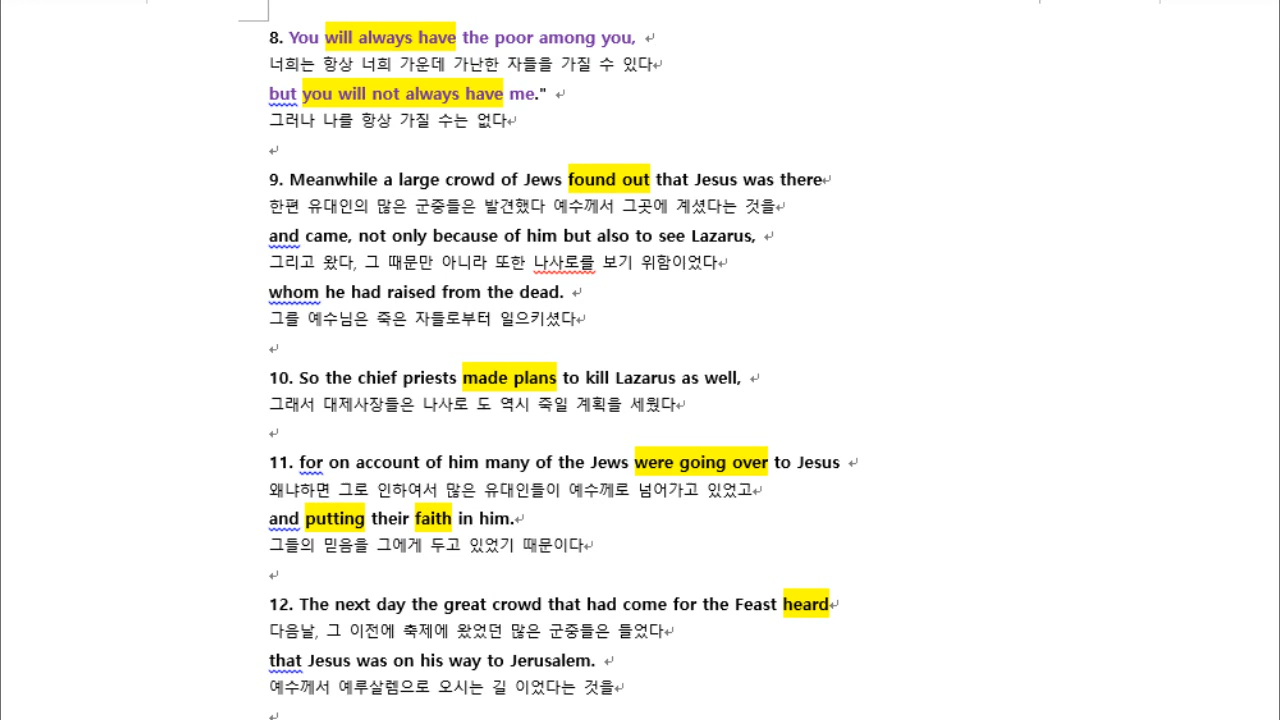 8. You will always have the poor among you,
너희는 항상 너희 가운데 가난한 자들을 가질 수 있다
but you will not always have me."
그러나 나를 항상 가질 수는 없다
9. Meanwhile a large crowd of Jews found out that Jesus was there
한편 유대인의 많은 군중들은 발견했다 예수께서 그곳에 계셨다는 것을
and came, not only because of him but also to see Lazarus,
그리고 왔다, 그 때문만 아니라 또한 나사로를 보기 위함이었다
whom he had raised from the dead.
그를 예수님은 죽은 자들로부터 일으키셨다
10. So the chief priests made plans to kill Lazarus as well,
그래서 대제사장들은 나사로 도 역시 죽일 계획을 세웠다
11. for on account of him many of the Jews were going over to Jesus
왜냐하면 그로 인하여서 많은 유대인들이 예수께로 넘어가고 있었고
and putting their faith in him.
그들의 믿음을 그에게 두고 있었기 때문이다
12. The next day the great crowd that had come for the Feast heard
다음날, 그 이전에 축제에 왔었던 많은 군중들은 들었다
that Jesus was on his way to Jerusalem.
예수께서 예루살렘으로 오시는 길 이었다는 것을